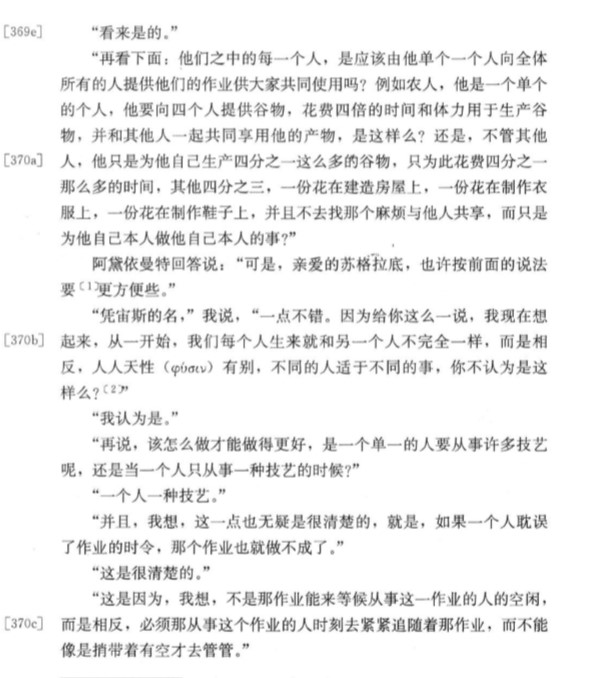 [369e] “看来是的。”
“再看下面：他们之中的每一个人，是应该由他单个一个人向全体
所有的人提供他们的作业供大家共同使用吗？例如农人，他是一个单个
的个人，他要向四个人提供谷物，花费四倍的时间和体力用于生产谷
物，并和其他人一起共同享用他的产物，是这样么？还是，不管其他
[370a] 人，他只是为他自己生产四分之一这么多的谷物，只为此花费四分之一
那么多的时间，其他四分之三，一份花在建造房屋上，一份花在制作衣
服上，一份花在制作鞋子上，并且不去找那个麻烦与他人共享，而只是
为他自己本人做他自己本人的事？”
阿黛依曼特回答说：“可是，亲爱的苏格拉底，也许按前面的说法
要〔1〕更方便些。”
“凭宙斯的名，”我说，“一点不错。因为给你这么一说，我现在想
[370b] 起来，从一开始，我们每个人生来就和另一个人不完全一样，而是相
反，人人天性（φύσιν）有别，不同的人适于不同的事，你不认为是这
样么？〔2〕”
“我认为是。”
“再说，该怎么做才能做得更好，是一个单一的人要从事许多技艺
呢，还是当一个人只从事一种技艺的时候？”
“一个人一种技艺。”
“并且，我想，这一点也无疑是很清楚的，就是，如果一个人耽误
了作业的时令，那个作业也就做不成了。”
“这是很清楚的。”
“这是因为，我想，不是那作业能来等候从事这一作业的人的空闲，
[370c] 而是相反，必须那从事这个作业的人时刻去紧紧追随着那作业，而不能
像是捎带着有空才去管管。”